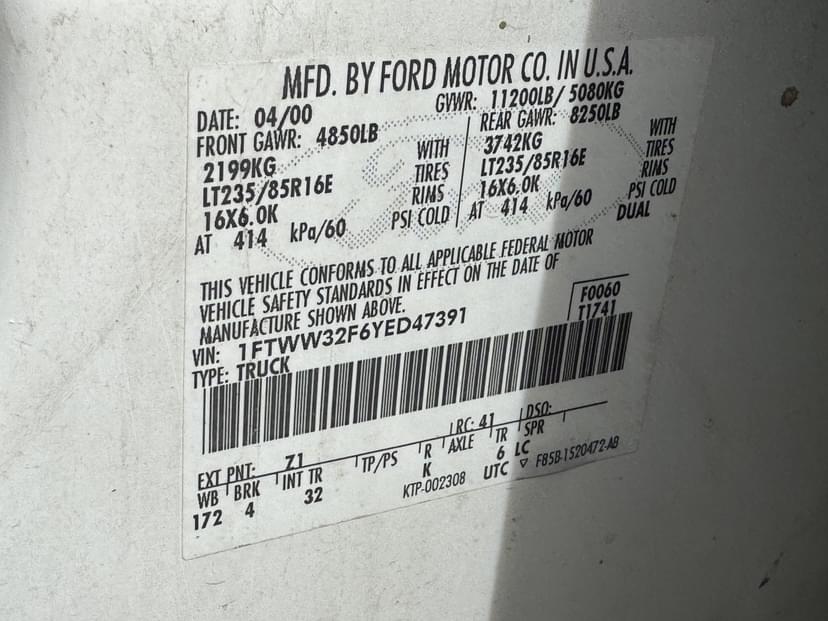 MFD. BY FORD MOTOR CO. IN U.S.A.
DATE: 04/00 GVWR: 11200LB/ 5080KG
FRONT GAWR: 4850LB REAR GAWR: 8250LB
2199KG WITH 3742KG WITH
LT235/85R16E TIRES LT235/85R16E TIRES
16X6.0K RIMS 16X6.0K RIMS
AT 414 kPa/60 PSI COLD AT 414 kPa/60 PSI COLD
DUAL
THIS VEHICLE CONFORMS TO ALL APPLICABLE FEDERAL MOTOR
VEHICLE SAFETY STANDARDS IN EFFECT ON THE DATE OF
MANUFACTURE SHOWN ABOVE.
F0060
VIN: 1FTWW32F6YED47391 T1741
TYPE: TRUCK
EXT PNT: Z1 RC: 41 DSO:
WB BRK INT TR TP/PS R AXLE TR SPR
172 4 32 K 6 LC
KTP-002308 UTC ▽ F85B-1520472-AB